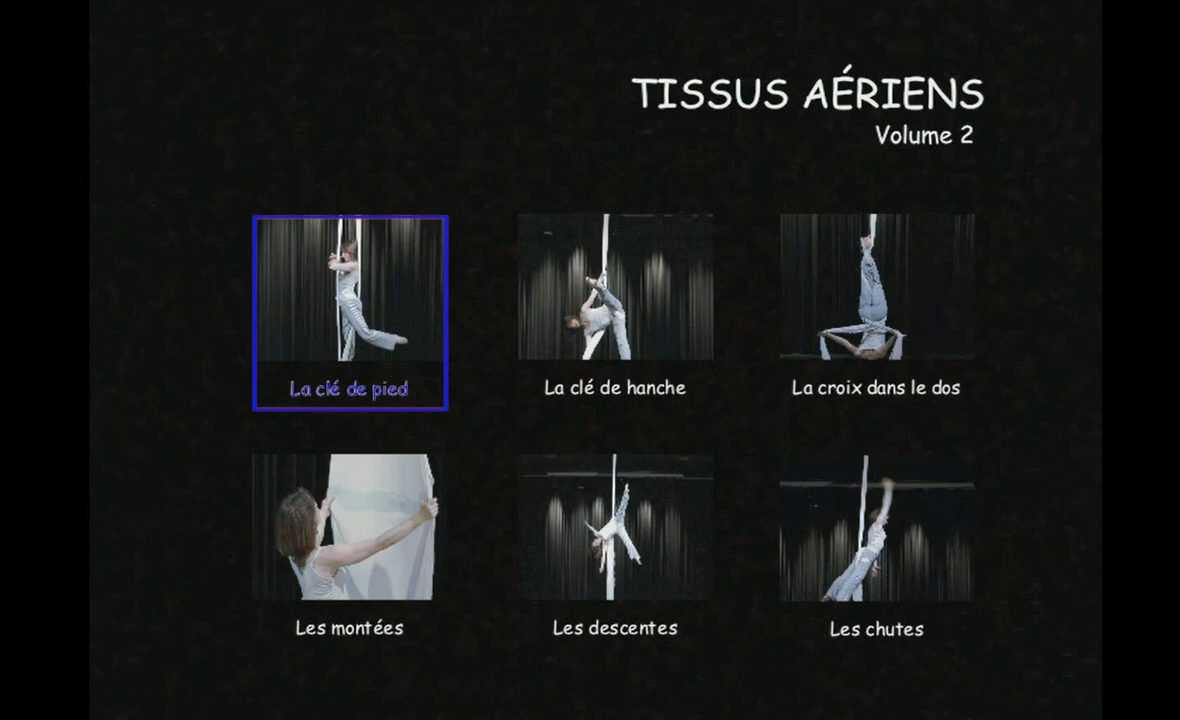 TISSUS AÉRIENS
Volume 2
La clé de pied
La clé de hanche
La croix dans le dos
Les montées
Les descentes
Les chutes